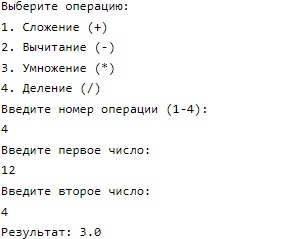 Выберите операцию:
1. Сложение (+)
2. Вычитание (-)
3. Умножение (*)
4. Деление (/)
Введите номер операции (1-4):
4
Введите первое число:
12
Введите второе число:
4
Результат: 3.0